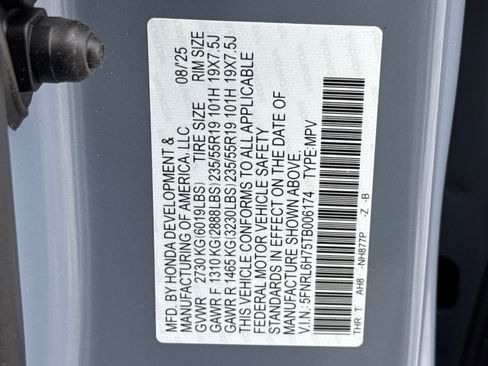 MFD. BY HONDA DEVELOPMENT & 08/'25
MANUFACTURING OF AMERICA, LLC
GVWR 2730 KG(6019LBS) TIRE SIZE RIM SIZE
GAWR F 1310 KG(2888LBS)235/55R19 101H 19X7.5J
GAWR R 1465 KG(3230LBS)235/55R19 101H 19X7.5J
THIS VEHICLE CONFORMS TO ALL APPLICABLE
FEDERAL MOTOR VEHICLE SAFETY
STANDARDS IN EFFECT ON THE DATE OF
MANUFACTURE SHOWN ABOVE.
V.I.N.: 5FNRL6H75TB006174 TYPE:MPV
THR T AH8 -NH877P -Z -B